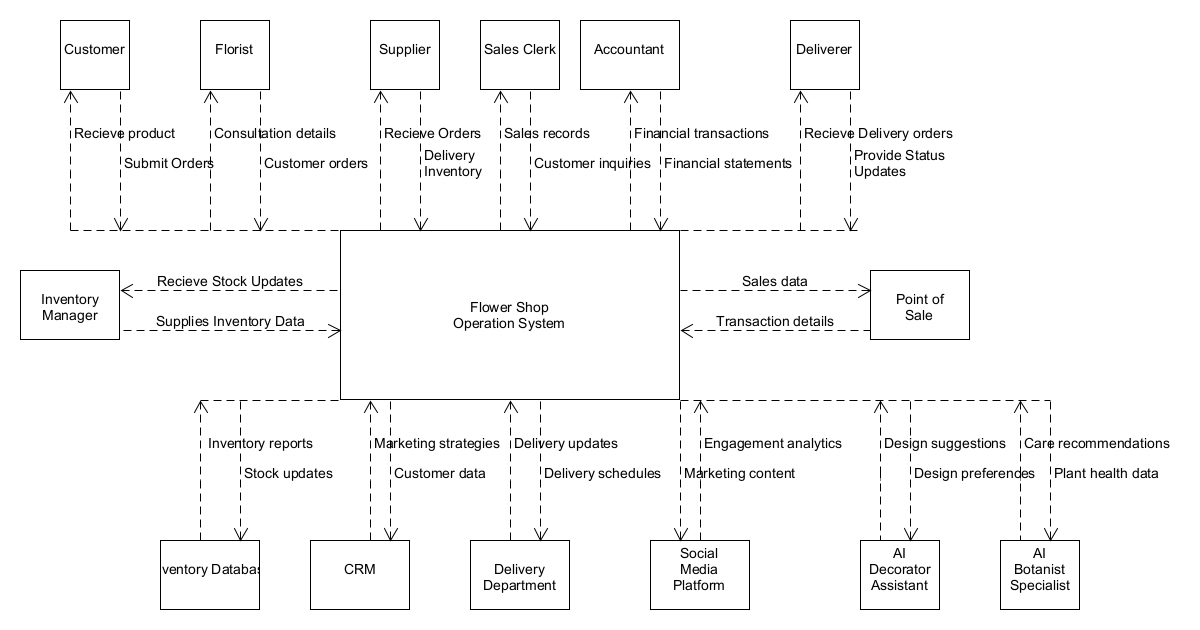 Customer
Florist
Supplier
Sales Clerk
Accountant
Deliverer
Recieve product
Consultation details
Recieve Orders
Sales records
Financial transactions
Recieve Delivery orders
Submit Orders
Customer orders
Delivery
Inventory
Customer inquiries
Financial statements
Provide Status
Updates
Inventory
Manager
Recieve Stock Updates
Supplies Inventory Data
Flower Shop
Operation System
Sales data
Transaction details
Point of
Sale
Inventory reports
Marketing strategies
Delivery updates
Engagement analytics
Design suggestions
Care recommendations
Stock updates
Customer data
Delivery schedules
Marketing content
Design preferences
Plant health data
ventory Databas
CRM
Delivery
Department
Social
Media
Platform
AI
Decorator
Assistant
AI
Botanist
Specialist